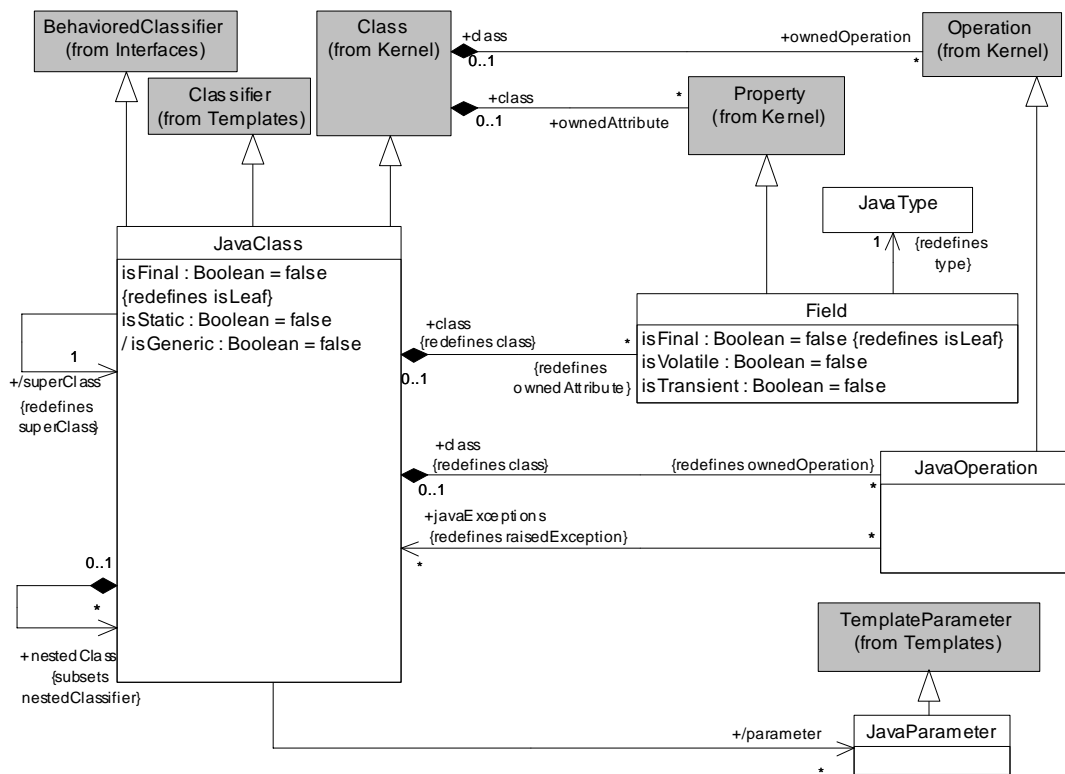 BehavioredClassifier
(from Interfaces)
Class
(from Kernel)
+class
0..1
+ownedOperation
*
Operation
(from Kernel)
Classifier
(from Templates)
+class
0..1
*
+ownedAttribute
Property
(from Kernel)
JavaType
1
{redefines
type}
JavaClass
isFinal : Boolean = false
{redefines isLeaf}
isStatic : Boolean = false
/ isGeneric : Boolean = false
1
+/superClass
{redefines
superClass}
+class
{redefines class}
0..1
*
{redefines
ownedAttribute}
Field
isFinal : Boolean = false {redefines isLeaf}
isVolatile : Boolean = false
isTransient : Boolean = false
+class
{redefines class}
0..1
{redefines ownedOperation}
*
JavaOperation
+javaExceptions
{redefines raisedException}
*
*
0..1
*
+nestedClass
{subsets
nestedClassifier}
TemplateParameter
(from Templates)
+/parameter
*
JavaParameter